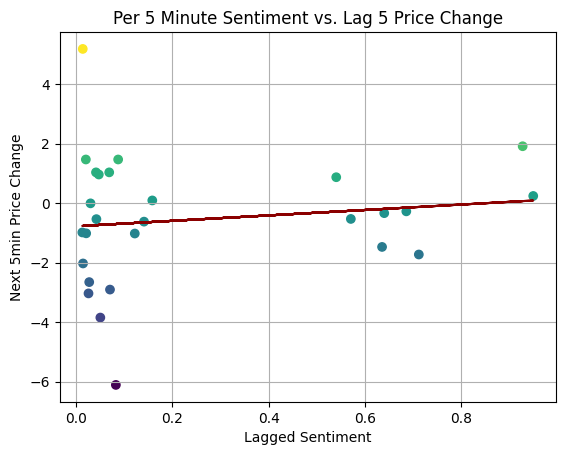 Per 5 Minute Sentiment vs. Lag 5 Price Change
Next 5min Price Change
4
2
0
−2
−4
−6
0.0 0.2 0.4 0.6 0.8
Lagged Sentiment